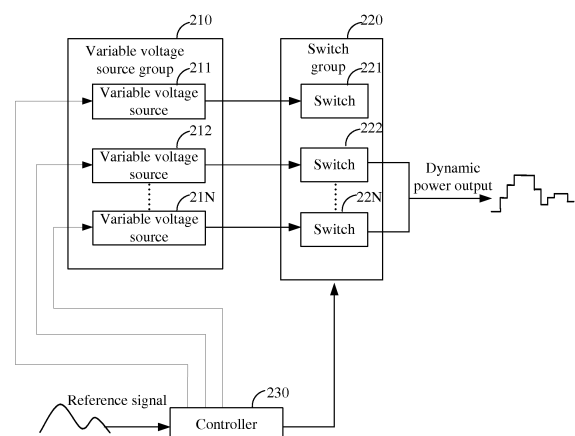 210
220
Variable voltage
source group
Switch
group
211
221
Variable voltage
source
Switch
212
222
Variable voltage
source
Switch
Dynamic
power output
21N
22N
Variable voltage
source
Switch
230
Reference signal
Controller